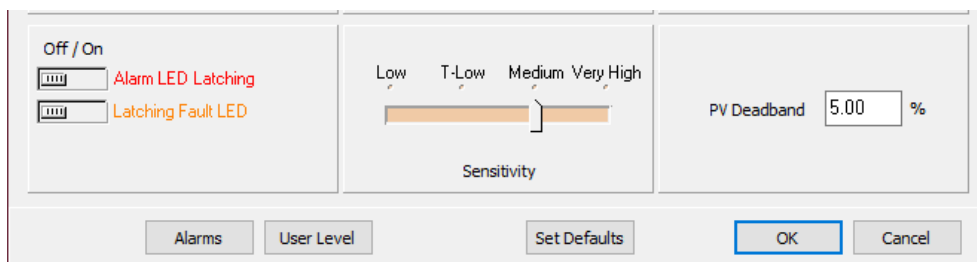 Off / On
Alarm LED Latching
Latching Fault LED
Low T-Low Medium Very High
Sensitivity
PV Deadband 5.00 %
Alarms User Level Set Defaults OK Cancel